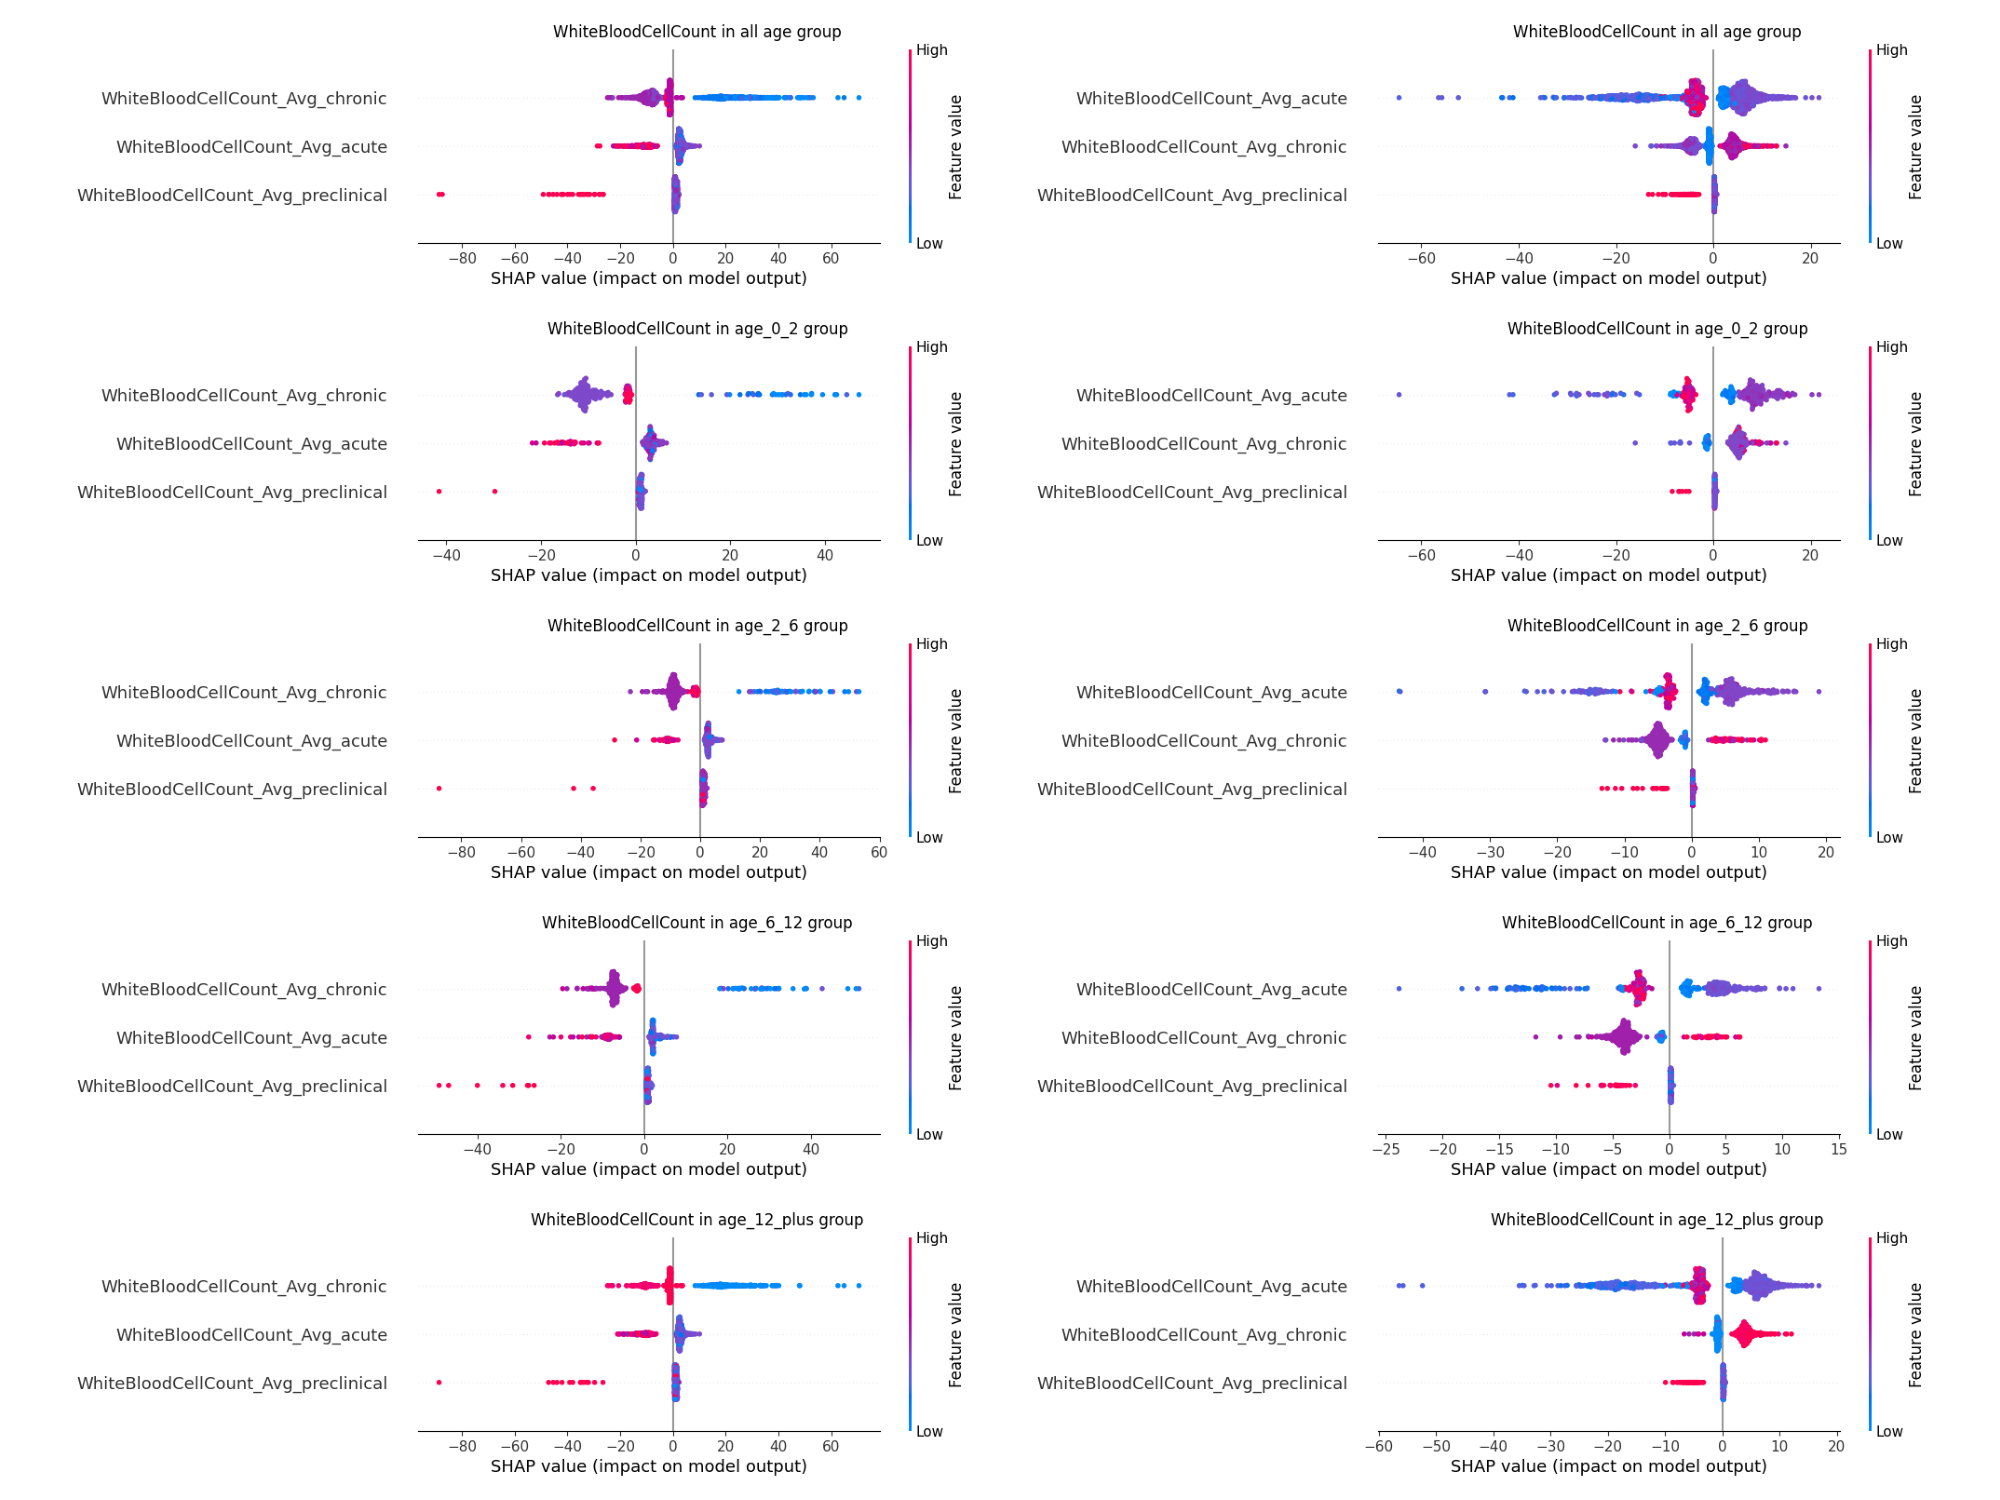 WhiteBloodCellCount in all age group
High
WhiteBloodCellCount_Avg_chronic
WhiteBloodCellCount_Avg_acute
WhiteBloodCellCount_Avg_preclinical
Feature value
Low
−80 −60 −40 −20 0 20 40 60
SHAP value (impact on model output)
WhiteBloodCellCount in all age group
High
WhiteBloodCellCount_Avg_acute
WhiteBloodCellCount_Avg_chronic
WhiteBloodCellCount_Avg_preclinical
Feature value
Low
−60 −40 −20 0 20
SHAP value (impact on model output)
WhiteBloodCellCount in age_0_2 group
High
WhiteBloodCellCount_Avg_chronic
WhiteBloodCellCount_Avg_acute
WhiteBloodCellCount_Avg_preclinical
Feature value
Low
−40 −20 0 20 40
SHAP value (impact on model output)
WhiteBloodCellCount in age_0_2 group
High
WhiteBloodCellCount_Avg_acute
WhiteBloodCellCount_Avg_chronic
WhiteBloodCellCount_Avg_preclinical
Feature value
Low
−60 −40 −20 0 20
SHAP value (impact on model output)
WhiteBloodCellCount in age_2_6 group
High
WhiteBloodCellCount_Avg_chronic
WhiteBloodCellCount_Avg_acute
WhiteBloodCellCount_Avg_preclinical
Feature value
Low
−80 −60 −40 −20 0 20 40 60
SHAP value (impact on model output)
WhiteBloodCellCount in age_2_6 group
High
WhiteBloodCellCount_Avg_acute
WhiteBloodCellCount_Avg_chronic
WhiteBloodCellCount_Avg_preclinical
Feature value
Low
−40 −30 −20 −10 0 10 20
SHAP value (impact on model output)
WhiteBloodCellCount in age_6_12 group
High
WhiteBloodCellCount_Avg_chronic
WhiteBloodCellCount_Avg_acute
WhiteBloodCellCount_Avg_preclinical
Feature value
Low
−40 −20 0 20 40
SHAP value (impact on model output)
WhiteBloodCellCount in age_6_12 group
High
WhiteBloodCellCount_Avg_acute
WhiteBloodCellCount_Avg_chronic
WhiteBloodCellCount_Avg_preclinical
Feature value
Low
−25 −20 −15 −10 −5 0 5 10 15
SHAP value (impact on model output)
WhiteBloodCellCount in age_12_plus group
High
WhiteBloodCellCount_Avg_chronic
WhiteBloodCellCount_Avg_acute
WhiteBloodCellCount_Avg_preclinical
Feature value
Low
−80 −60 −40 −20 0 20 40 60
SHAP value (impact on model output)
WhiteBloodCellCount in age_12_plus group
High
WhiteBloodCellCount_Avg_acute
WhiteBloodCellCount_Avg_chronic
WhiteBloodCellCount_Avg_preclinical
Feature value
Low
−60 −50 −40 −30 −20 −10 0 10 20
SHAP value (impact on model output)